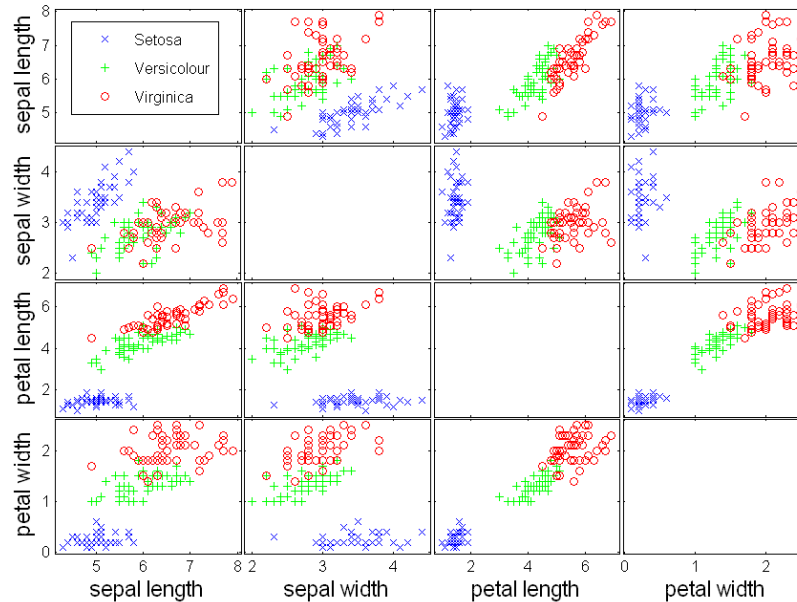 8
7
6
5
sepal length
Setosa
Versicolour
Virginica
4
3
2
sepal width
6
4
2
petal length
2
1
0
petal width
5 6 7 8 2 3 4 2 4 6 0 1 2
sepal length sepal width petal length petal width